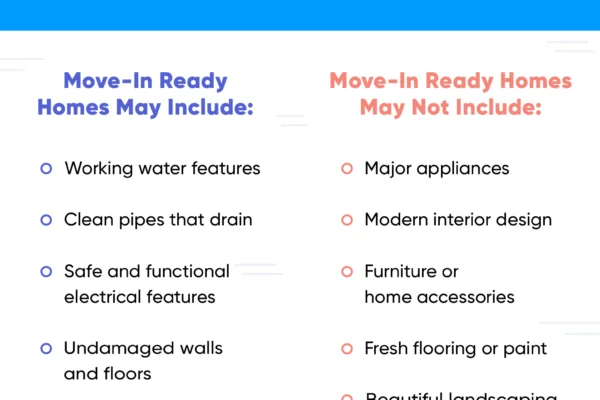 Move-In Ready
Homes May Include:
Working water features
Clean pipes that drain
Safe and functional
electrical features
Undamaged walls
and floors
Move-In Ready Homes
May Not Include:
Major appliances
Modern interior design
Furniture or
home accessories
Fresh flooring or paint
Beautiful landscaping